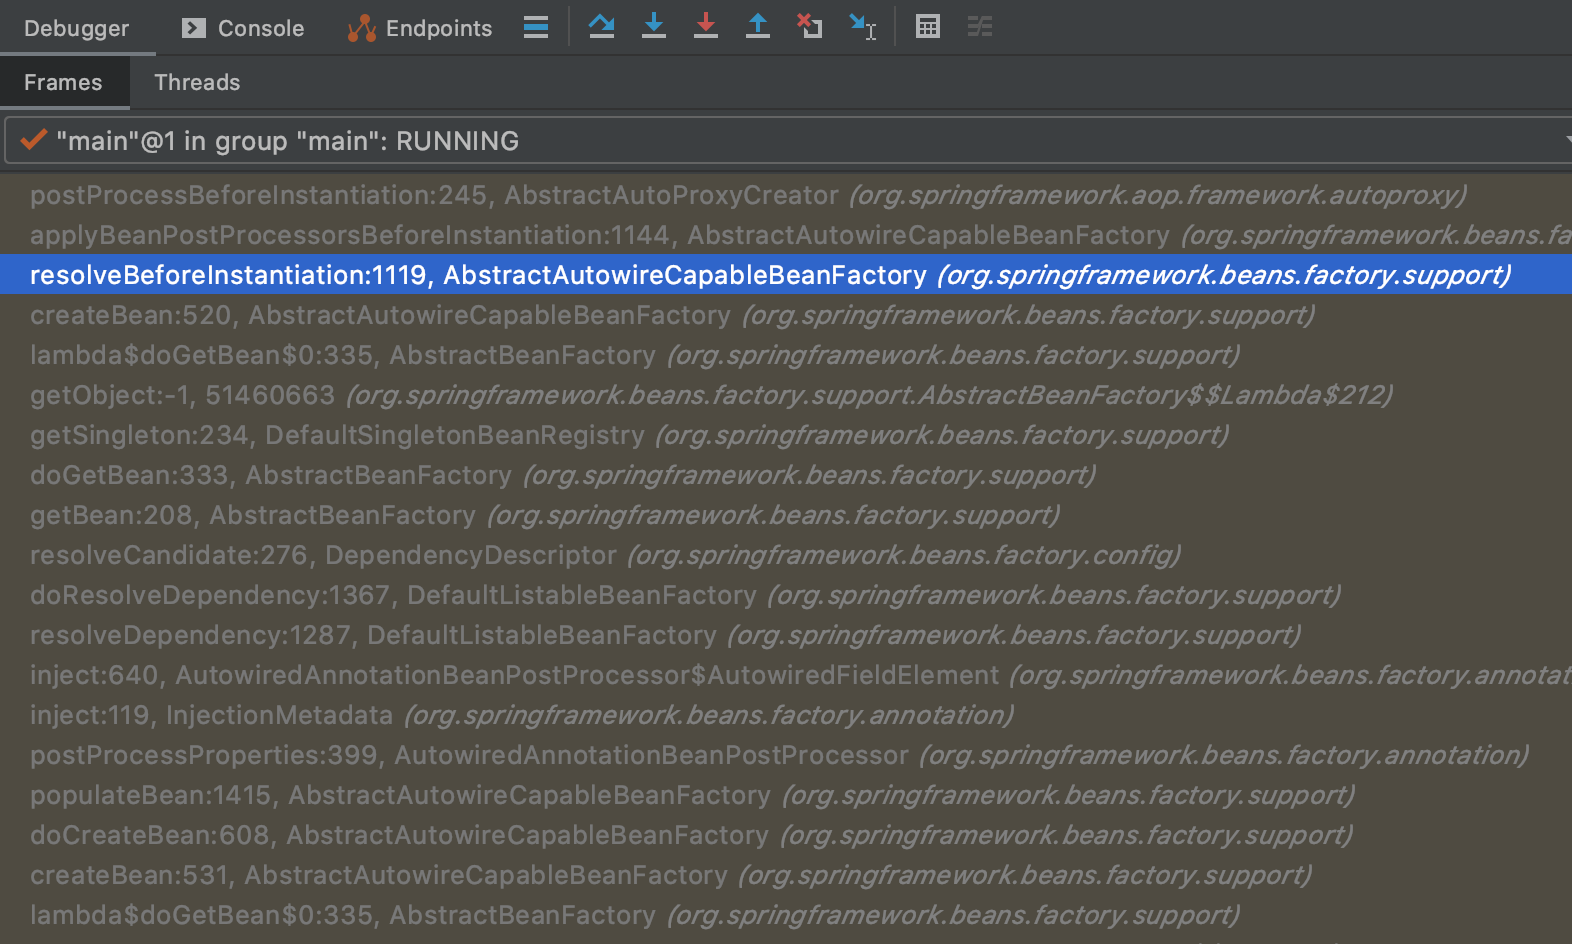 Debugger Console Endpoints
Frames Threads
"main"@1 in group "main": RUNNING
postProcessBeforeInstantiation:245, AbstractAutoProxyCreator (org.springframework.aop.framework.autoproxy)
applyBeanPostProcessorsBeforeInstantiation:1144, AbstractAutowireCapableBeanFactory (org.springframework.beans.fa
resolveBeforeInstantiation:1119, AbstractAutowireCapableBeanFactory (org.springframework.beans.factory.support)
createBean:520, AbstractAutowireCapableBeanFactory (org.springframework.beans.factory.support)
lambda$doGetBean$0:335, AbstractBeanFactory (org.springframework.beans.factory.support)
getObject:-1, 51460663 (org.springframework.beans.factory.support.AbstractBeanFactory$$Lambda$212)
getSingleton:234, DefaultSingletonBeanRegistry (org.springframework.beans.factory.support)
doGetBean:333, AbstractBeanFactory (org.springframework.beans.factory.support)
getBean:208, AbstractBeanFactory (org.springframework.beans.factory.support)
resolveCandidate:276, DependencyDescriptor (org.springframework.beans.factory.config)
doResolveDependency:1367, DefaultListableBeanFactory (org.springframework.beans.factory.support)
resolveDependency:1287, DefaultListableBeanFactory (org.springframework.beans.factory.support)
inject:640, AutowiredAnnotationBeanPostProcessor$AutowiredFieldElement (org.springframework.beans.factory.annotat
inject:119, InjectionMetadata (org.springframework.beans.factory.annotation)
postProcessProperties:399, AutowiredAnnotationBeanPostProcessor (org.springframework.beans.factory.annotation)
populateBean:1415, AbstractAutowireCapableBeanFactory (org.springframework.beans.factory.support)
doCreateBean:608, AbstractAutowireCapableBeanFactory (org.springframework.beans.factory.support)
createBean:531, AbstractAutowireCapableBeanFactory (org.springframework.beans.factory.support)
lambda$doGetBean$0:335, AbstractBeanFactory (org.springframework.beans.factory.support)